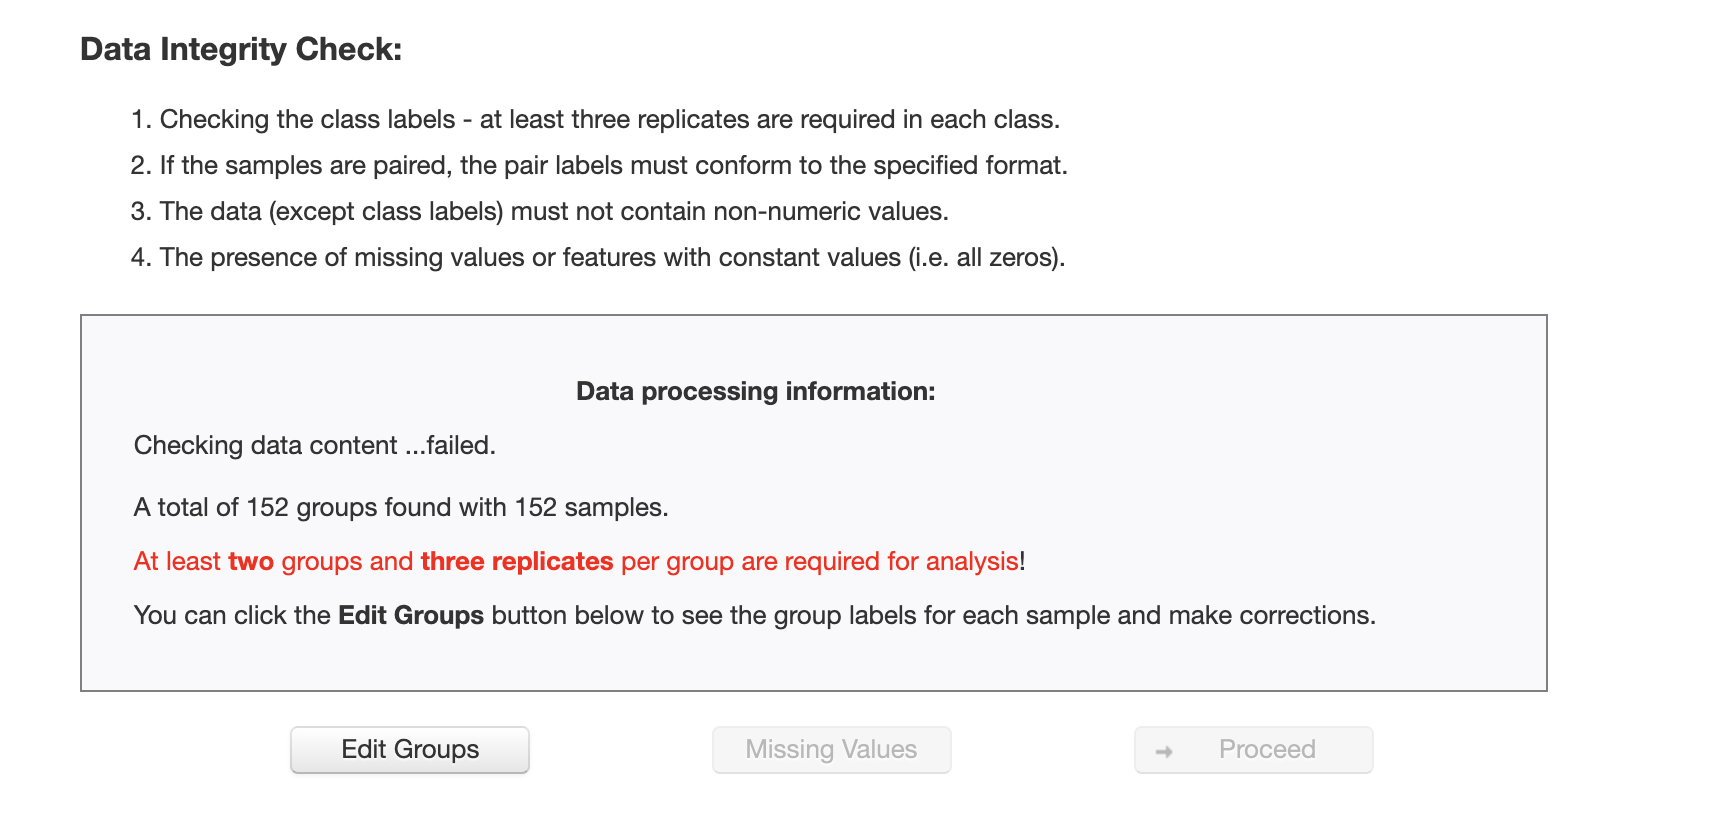 Data Integrity Check:
1. Checking the class labels - at least three replicates are required in each class.
2. If the samples are paired, the pair labels must conform to the specified format.
3. The data (except class labels) must not contain non-numeric values.
4. The presence of missing values or features with constant values (i.e. all zeros).
Data processing information:
Checking data content ...failed.
A total of 152 groups found with 152 samples.
At least two groups and three replicates per group are required for analysis!
You can click the Edit Groups button below to see the group labels for each sample and make corrections.
Edit Groups
Missing Values
Proceed